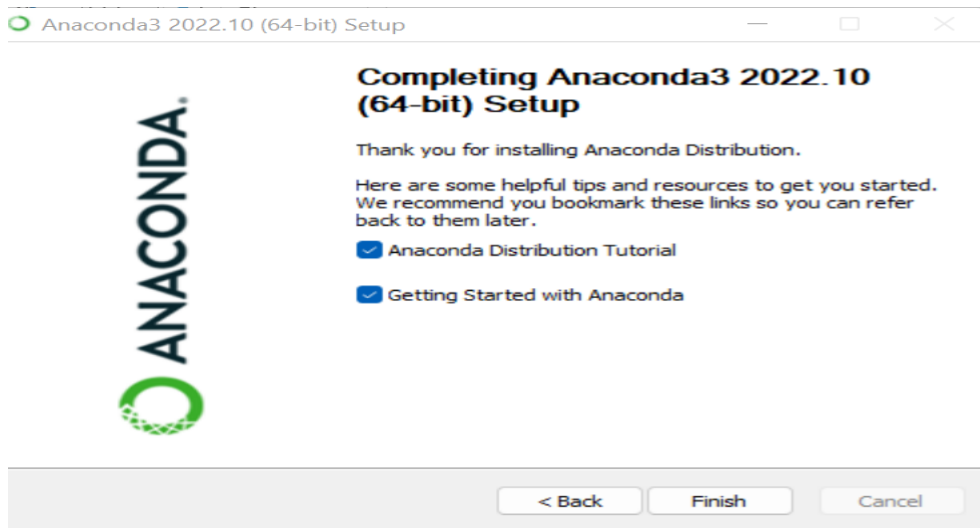 Anaconda3 2022.10 (64-bit) Setup
Completing Anaconda3 2022.10
(64-bit) Setup
ANACONDA.
Thank you for installing Anaconda Distribution.
Here are some helpful tips and resources to get you started.
We recommend you bookmark these links so you can refer
back to them later.
Anaconda Distribution Tutorial
Getting Started with Anaconda
< Back
Finish
Cancel